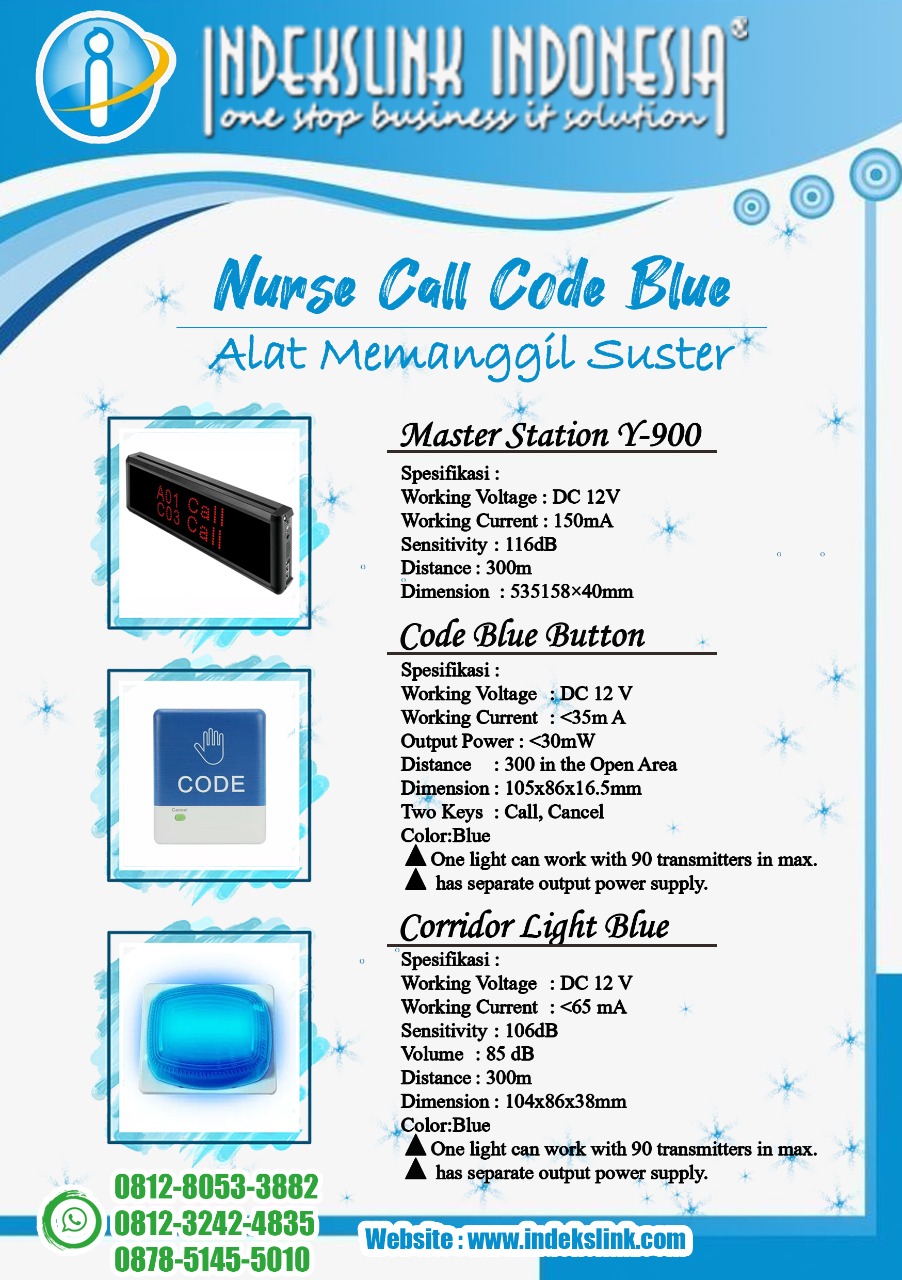 INDEKSLINK INDONESIA®
one stop business it solution
Nurse Call Code Blue
Alat Memanggil Suster
Master Station Y-900
Spesifikasi :
Working Voltage : DC 12V
Working Current : 150mA
Sensitivity : 116dB
Distance : 300m
Dimension : 535158×40mm
A01 Call
C03 Call
Code Blue Button
Spesifikasi :
Working Voltage : DC 12 V
Working Current : <35m A
Output Power : <30mW
Distance : 300 in the Open Area
Dimension : 105x86x16.5mm
Two Keys : Call, Cancel
Color:Blue
▲ One light can work with 90 transmitters in max.
▲ has separate output power supply.
CODE
Cancel
Corridor Light Blue
Spesifikasi :
Working Voltage : DC 12 V
Working Current : <65 mA
Sensitivity : 106dB
Volume : 85 dB
Distance : 300m
Dimension : 104x86x38mm
Color:Blue
▲ One light can work with 90 transmitters in max.
▲ has separate output power supply.
0812-8053-3882
0812-3242-4835
0878-5145-5010
Website : www.indekslink.com